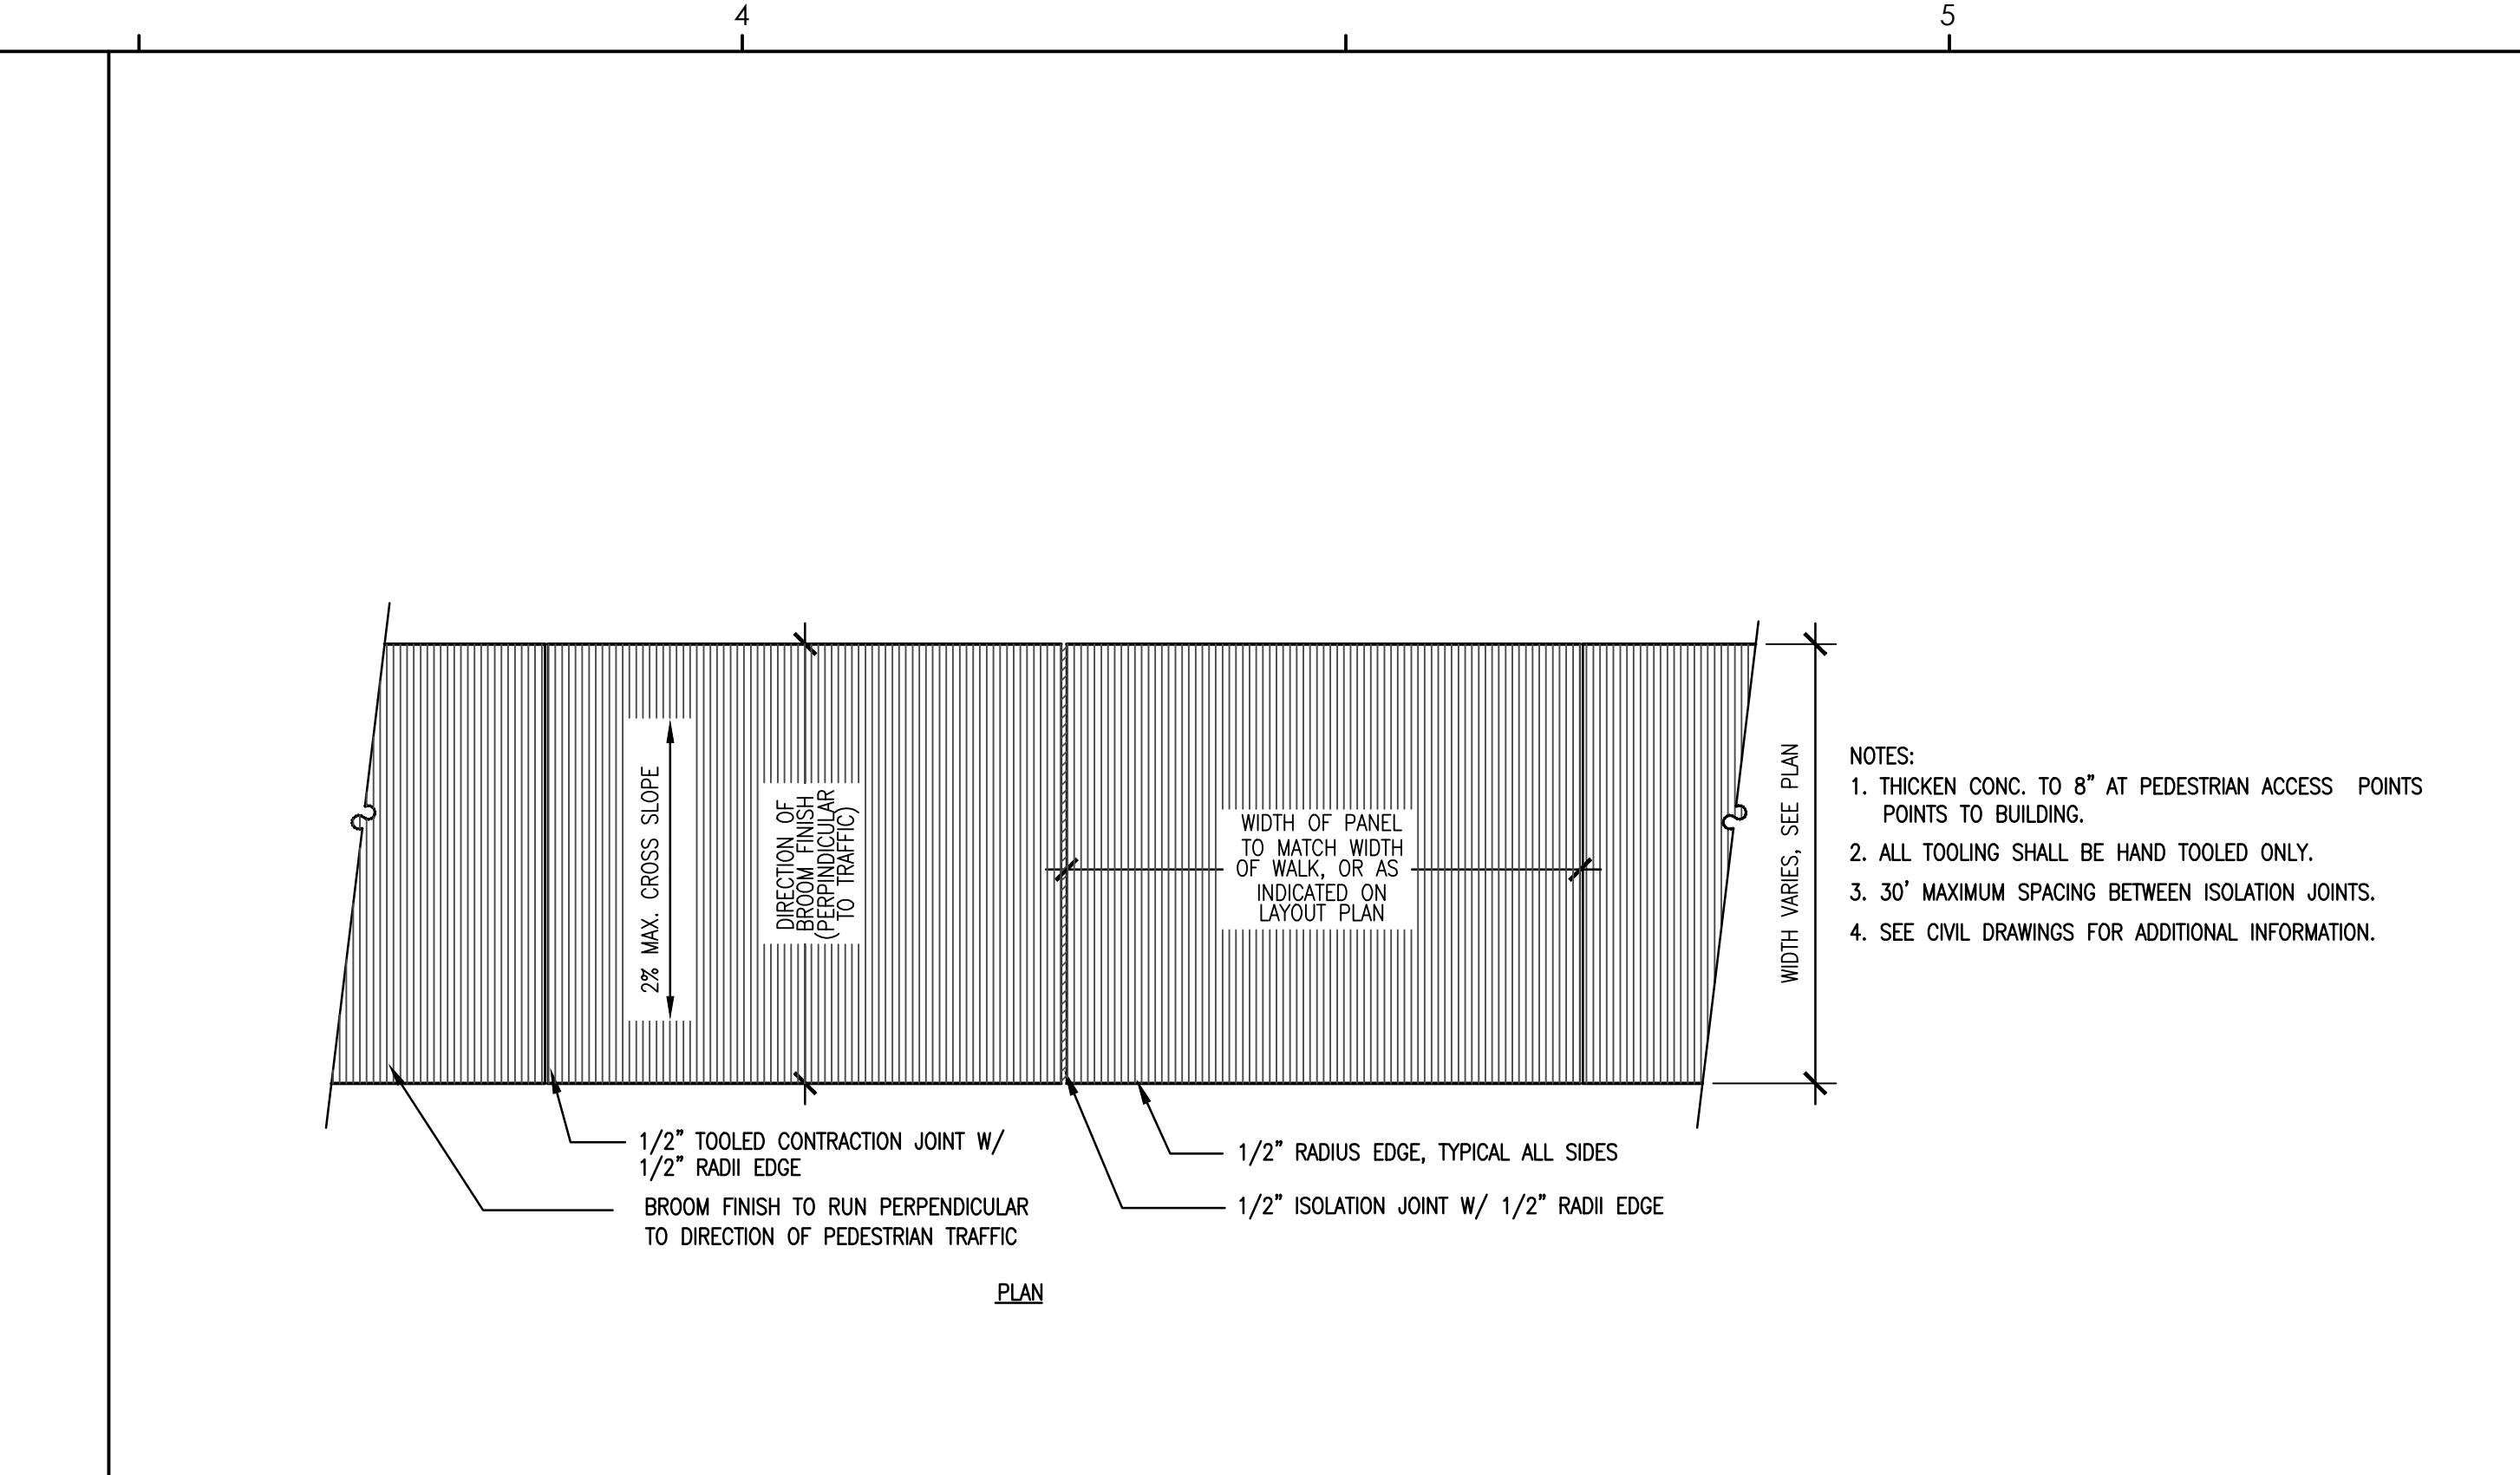 4
5
2% MAX. CROSS SLOPE
DIRECTION OF
BROOM FINISH
(PERPINDICULAR
TO TRAFFIC)
WIDTH OF PANEL
TO MATCH WIDTH
OF WALK, OR AS
INDICATED ON
LAYOUT PLAN
WIDTH VARIES, SEE PLAN
NOTES:
1. THICKEN CONC. TO 8" AT PEDESTRIAN ACCESS POINTS
POINTS TO BUILDING.
2. ALL TOOLING SHALL BE HAND TOOLED ONLY.
3. 30' MAXIMUM SPACING BETWEEN ISOLATION JOINTS.
4. SEE CIVIL DRAWINGS FOR ADDITIONAL INFORMATION.
1/2" TOOLED CONTRACTION JOINT W/
1/2" RADII EDGE
BROOM FINISH TO RUN PERPENDICULAR
TO DIRECTION OF PEDESTRIAN TRAFFIC
1/2" RADIUS EDGE, TYPICAL ALL SIDES
1/2" ISOLATION JOINT W/ 1/2" RADII EDGE
PLAN